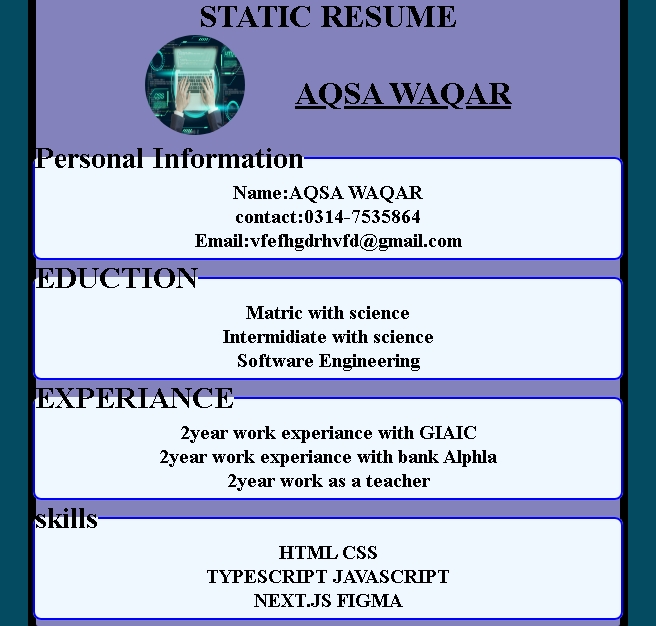 STATIC RESUME
AQSA WAQAR
Personal Information
Name:AQSA WAQAR
contact:0314-7535864
Email:vfefhgdrhvfd@gmail.com
EDUCTION
Matric with science
Intermidiate with science
Software Engineering
EXPERIANCE
2year work experiance with GIAIC
2year work experiance with bank Alphla
2year work as a teacher
skills
HTML CSS
TYPESCRIPT JAVASCRIPT
NEXT.JS FIGMA